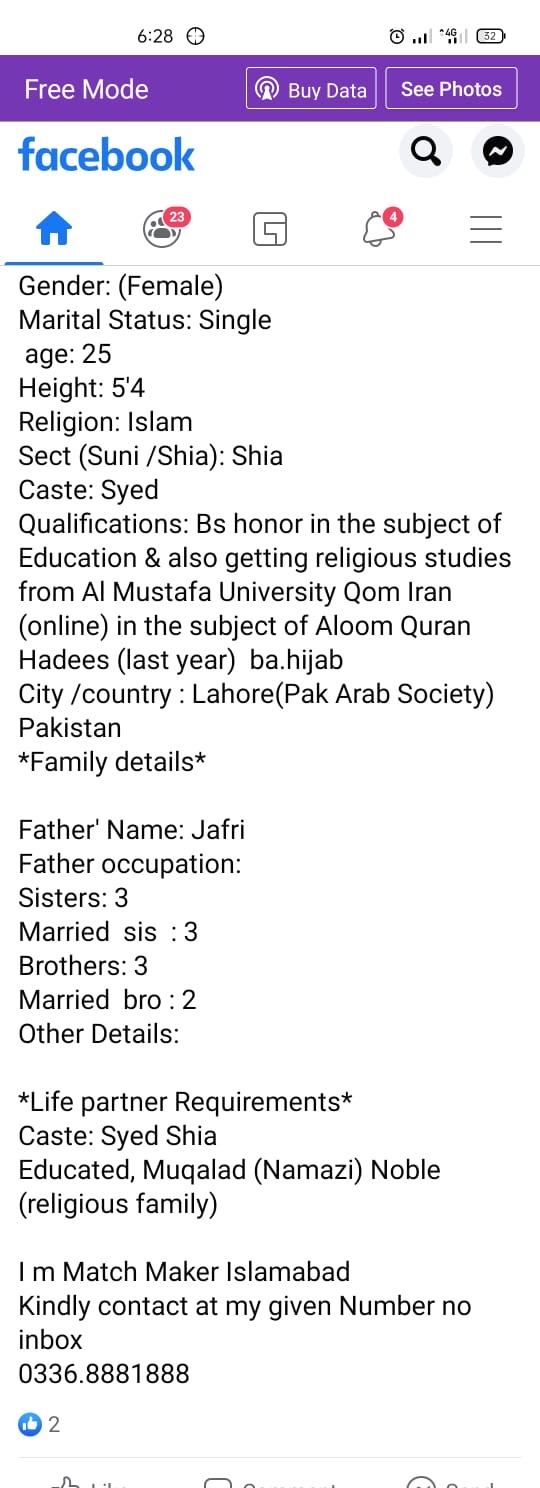 6:28
4G
32
Free Mode
Buy Data
See Photos
facebook
23
4
Gender: (Female)
Marital Status: Single
age: 25
Height: 5'4
Religion: Islam
Sect (Suni /Shia): Shia
Caste: Syed
Qualifications: Bs honor in the subject of
Education & also getting religious studies
from Al Mustafa University Qom Iran
(online) in the subject of Aloom Quran
Hadees (last year)  ba.hijab
City /country : Lahore(Pak Arab Society)
Pakistan
*Family details*
Father' Name: Jafri
Father occupation:
Sisters: 3
Married  sis  : 3
Brothers: 3
Married  bro : 2
Other Details:
*Life partner Requirements*
Caste: Syed Shia
Educated, Muqalad (Namazi) Noble
(religious family)
I m Match Maker Islamabad
Kindly contact at my given Number no
inbox
0336.8881888
2